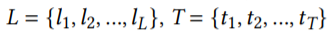 L = {l₁, l₂, ..., l_L}, T = {t₁, t₂, ..., t_T}